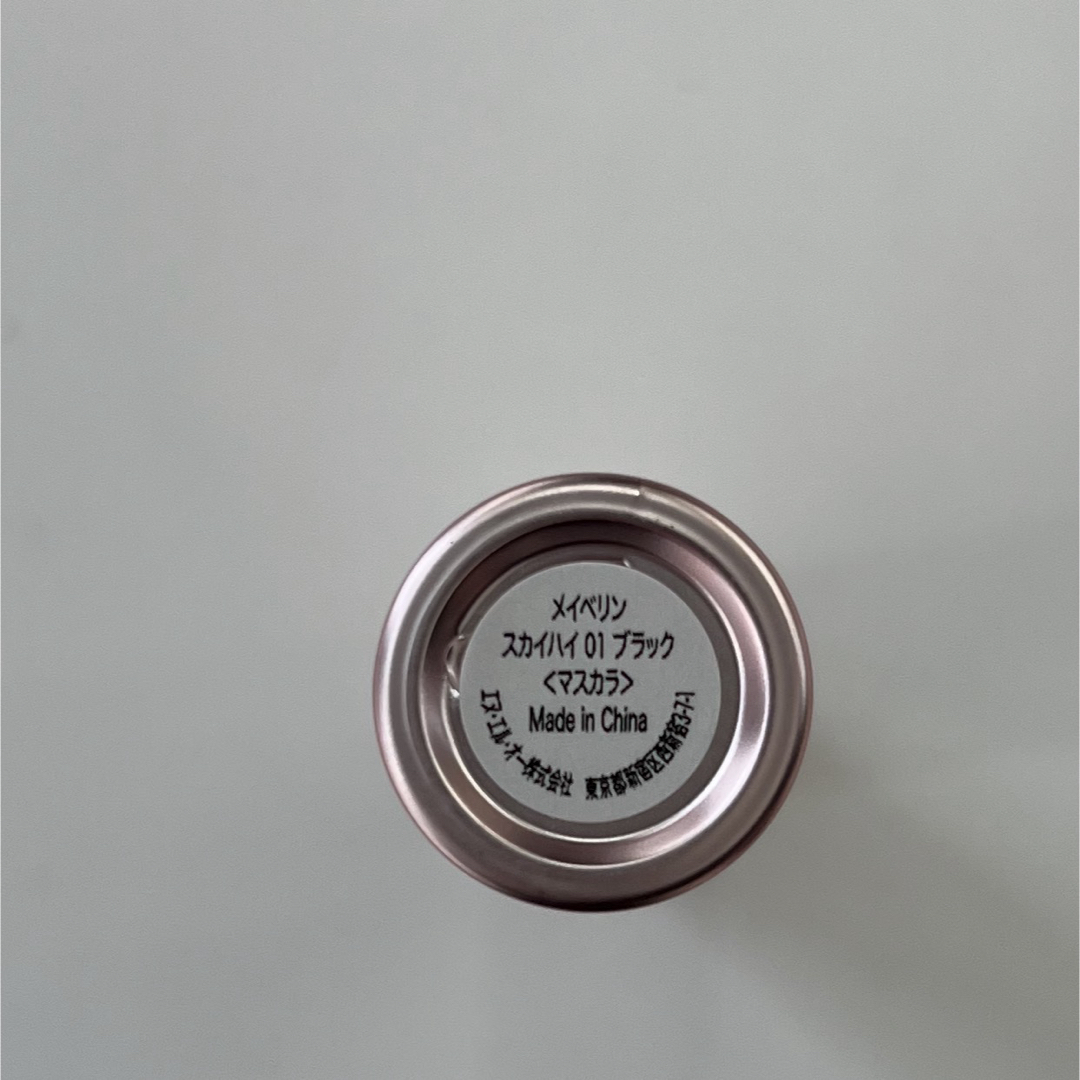 メイベリン
スカイハイ 01 ブラック
<マスカラ>
Made in China
エヌ・エル・オー株式会社 東京都新宿区西新宿3-7-1